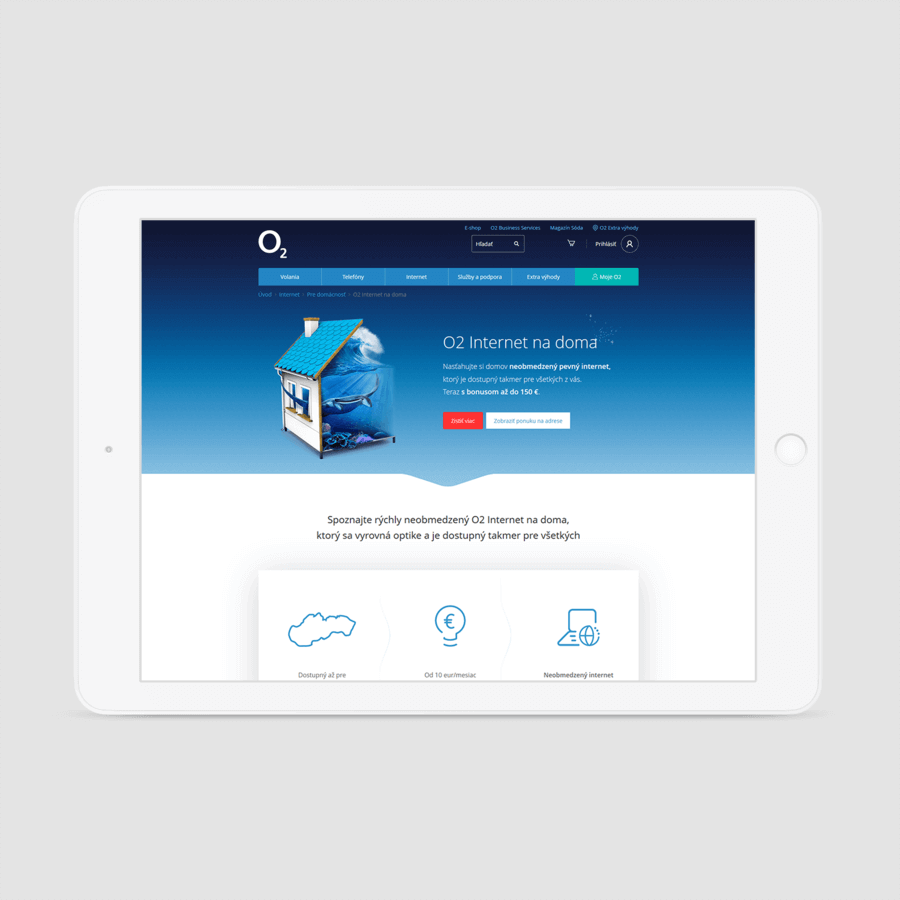 E-shop O2 Business Services Magazín Sóda O2 Extra výhody
O2
Hľadať Prihlásiť
Volania Telefóny Internet Služby a podpora Extra výhody Moje O2
Úvod Internet Pre domácnosť O2 Internet na doma
O2 Internet na doma
Nasťahujte si domov neobmedzený pevný internet,
ktorý je dostupný takmer pre všetkých z vás.
Teraz s bonusom až do 150 €.
Zistiť viac Zobraziť ponuku na adrese
Spoznajte rýchly neobmedzený O2 Internet na doma,
ktorý sa vyrovná optike a je dostupný takmer pre všetkých
€
Dostupný až pre Od 10 eur/mesiac Neobmedzený internet